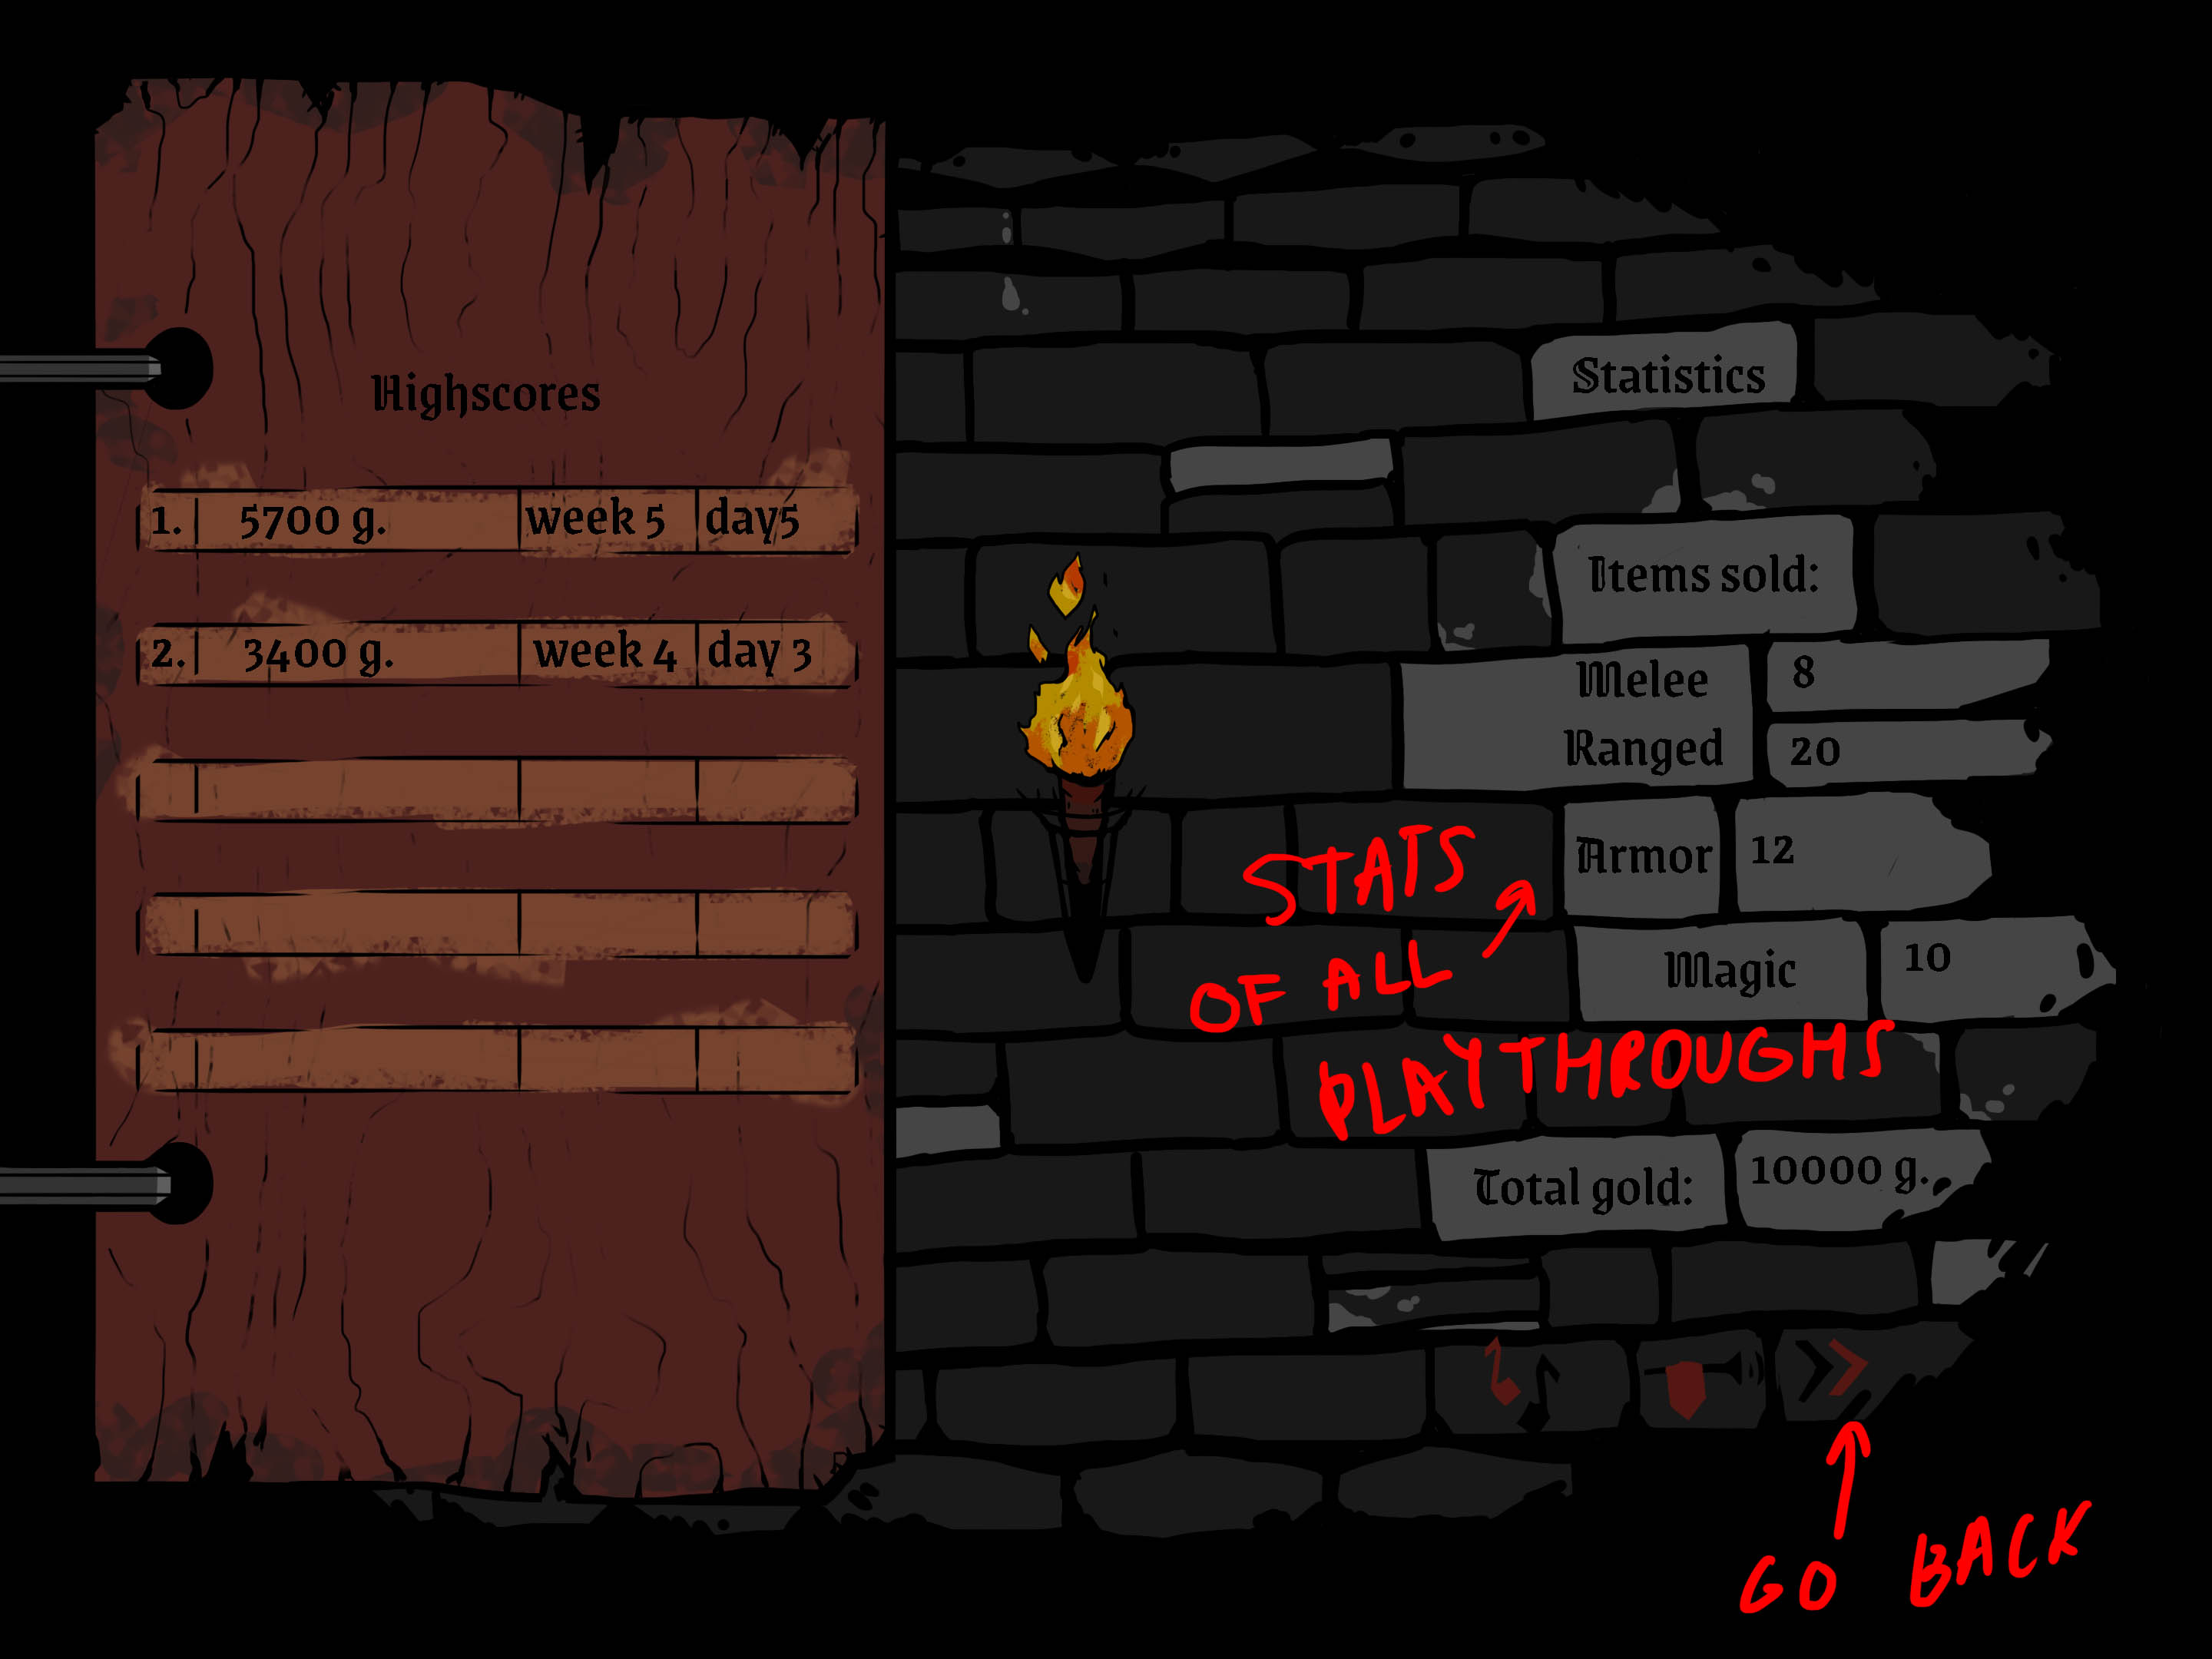 Highscores
1. 5700 g. week 5 day5
2. 3400 g. week 4 day 3
Statistics
Items sold:
Melee 8
Ranged 20
Armor 12
Magic 10
Total gold: 10000 g.
STATS
OF ALL
PLAYTHROUGHS
GO BACK